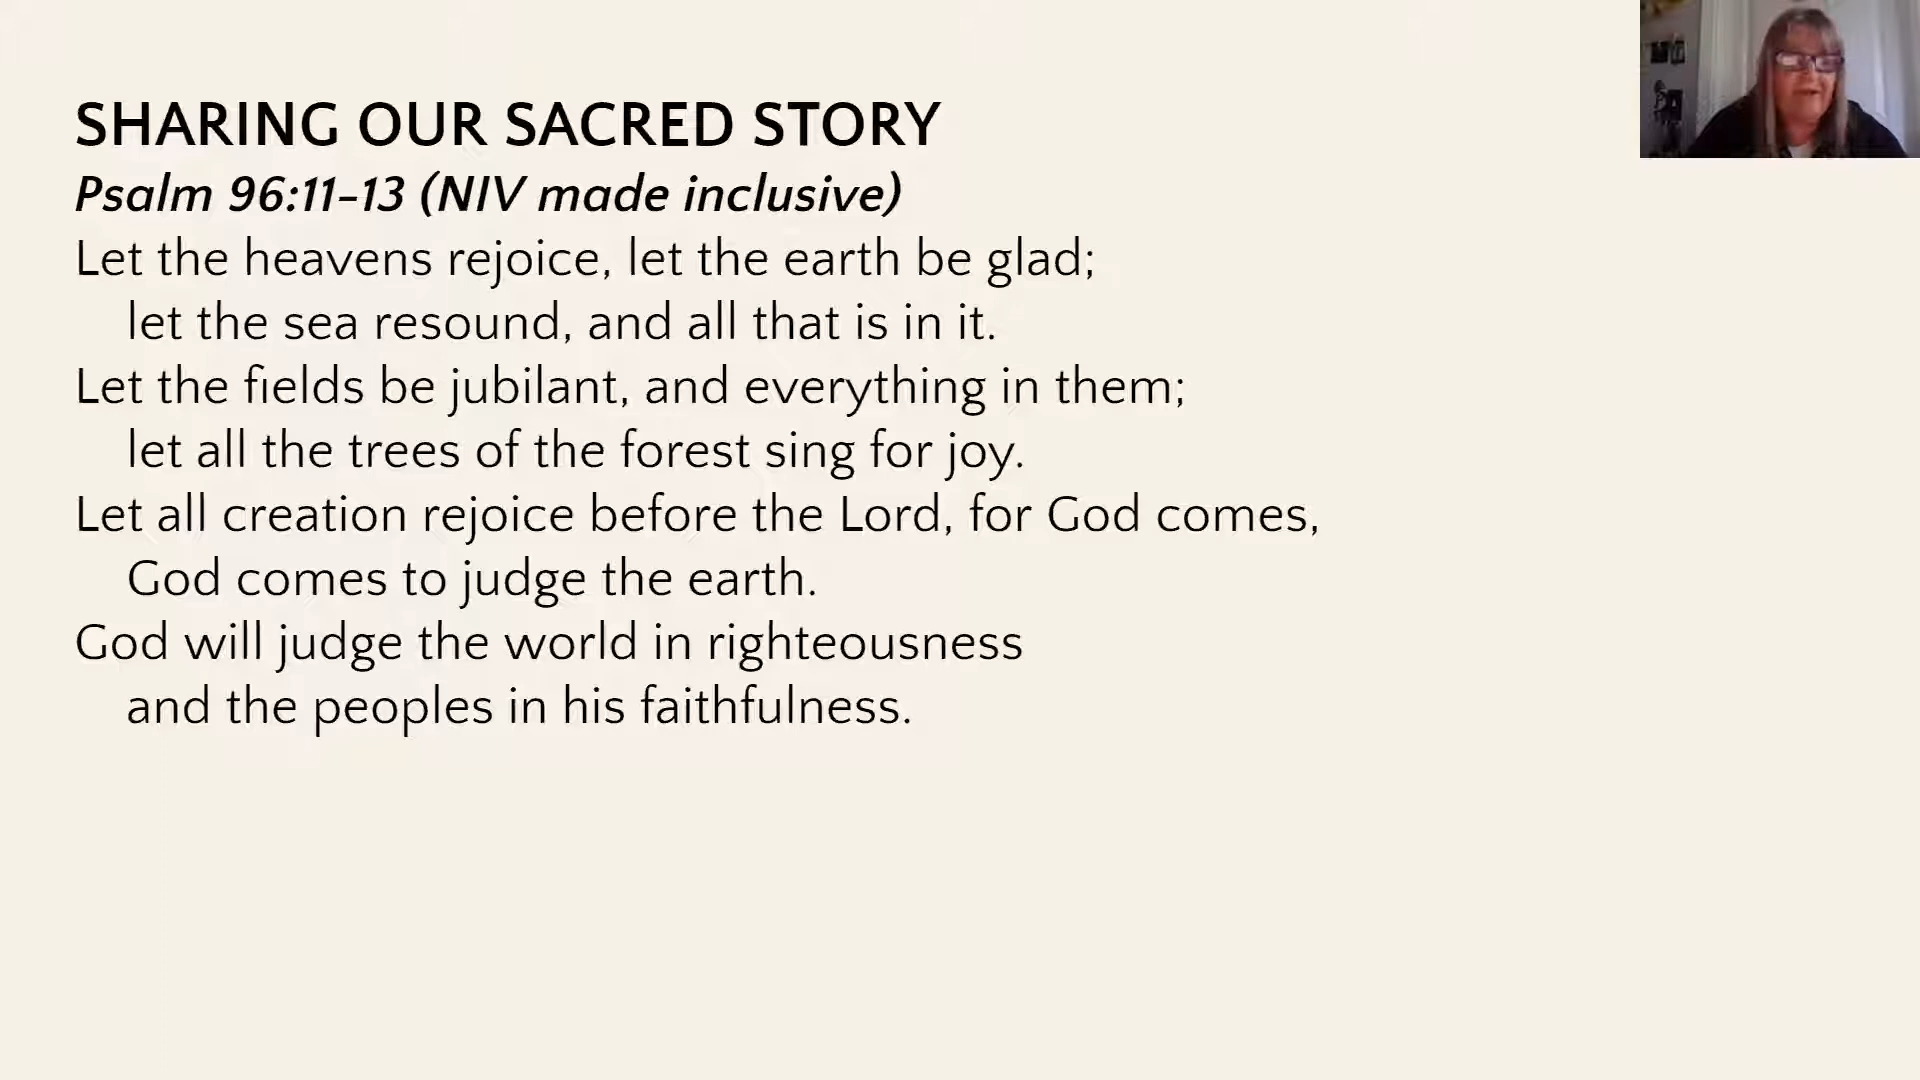 SHARING OUR SACRED STORY
Psalm 96:11-13 (NIV made inclusive)
Let the heavens rejoice, let the earth be glad;
let the sea resound, and all that is in it.
Let the fields be jubilant, and everything in them;
let all the trees of the forest sing for joy.
Let all creation rejoice before the Lord, for God comes,
God comes to judge the earth.
God will judge the world in righteousness
and the peoples in his faithfulness.